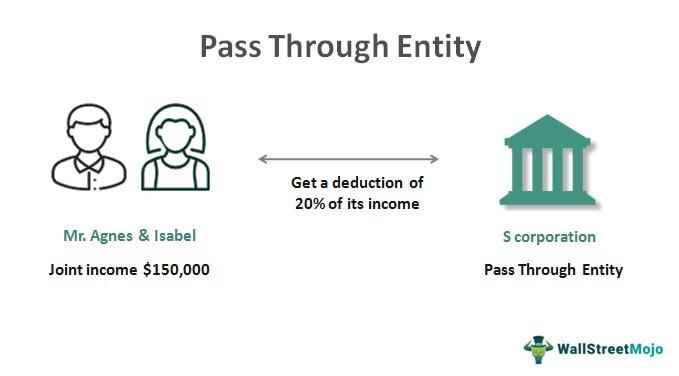 Pass Through Entity
Get a deduction of
20% of its income
Mr. Agnes & Isabel
S corporation
Joint income $150,000
Pass Through Entity
WallStreetMojo